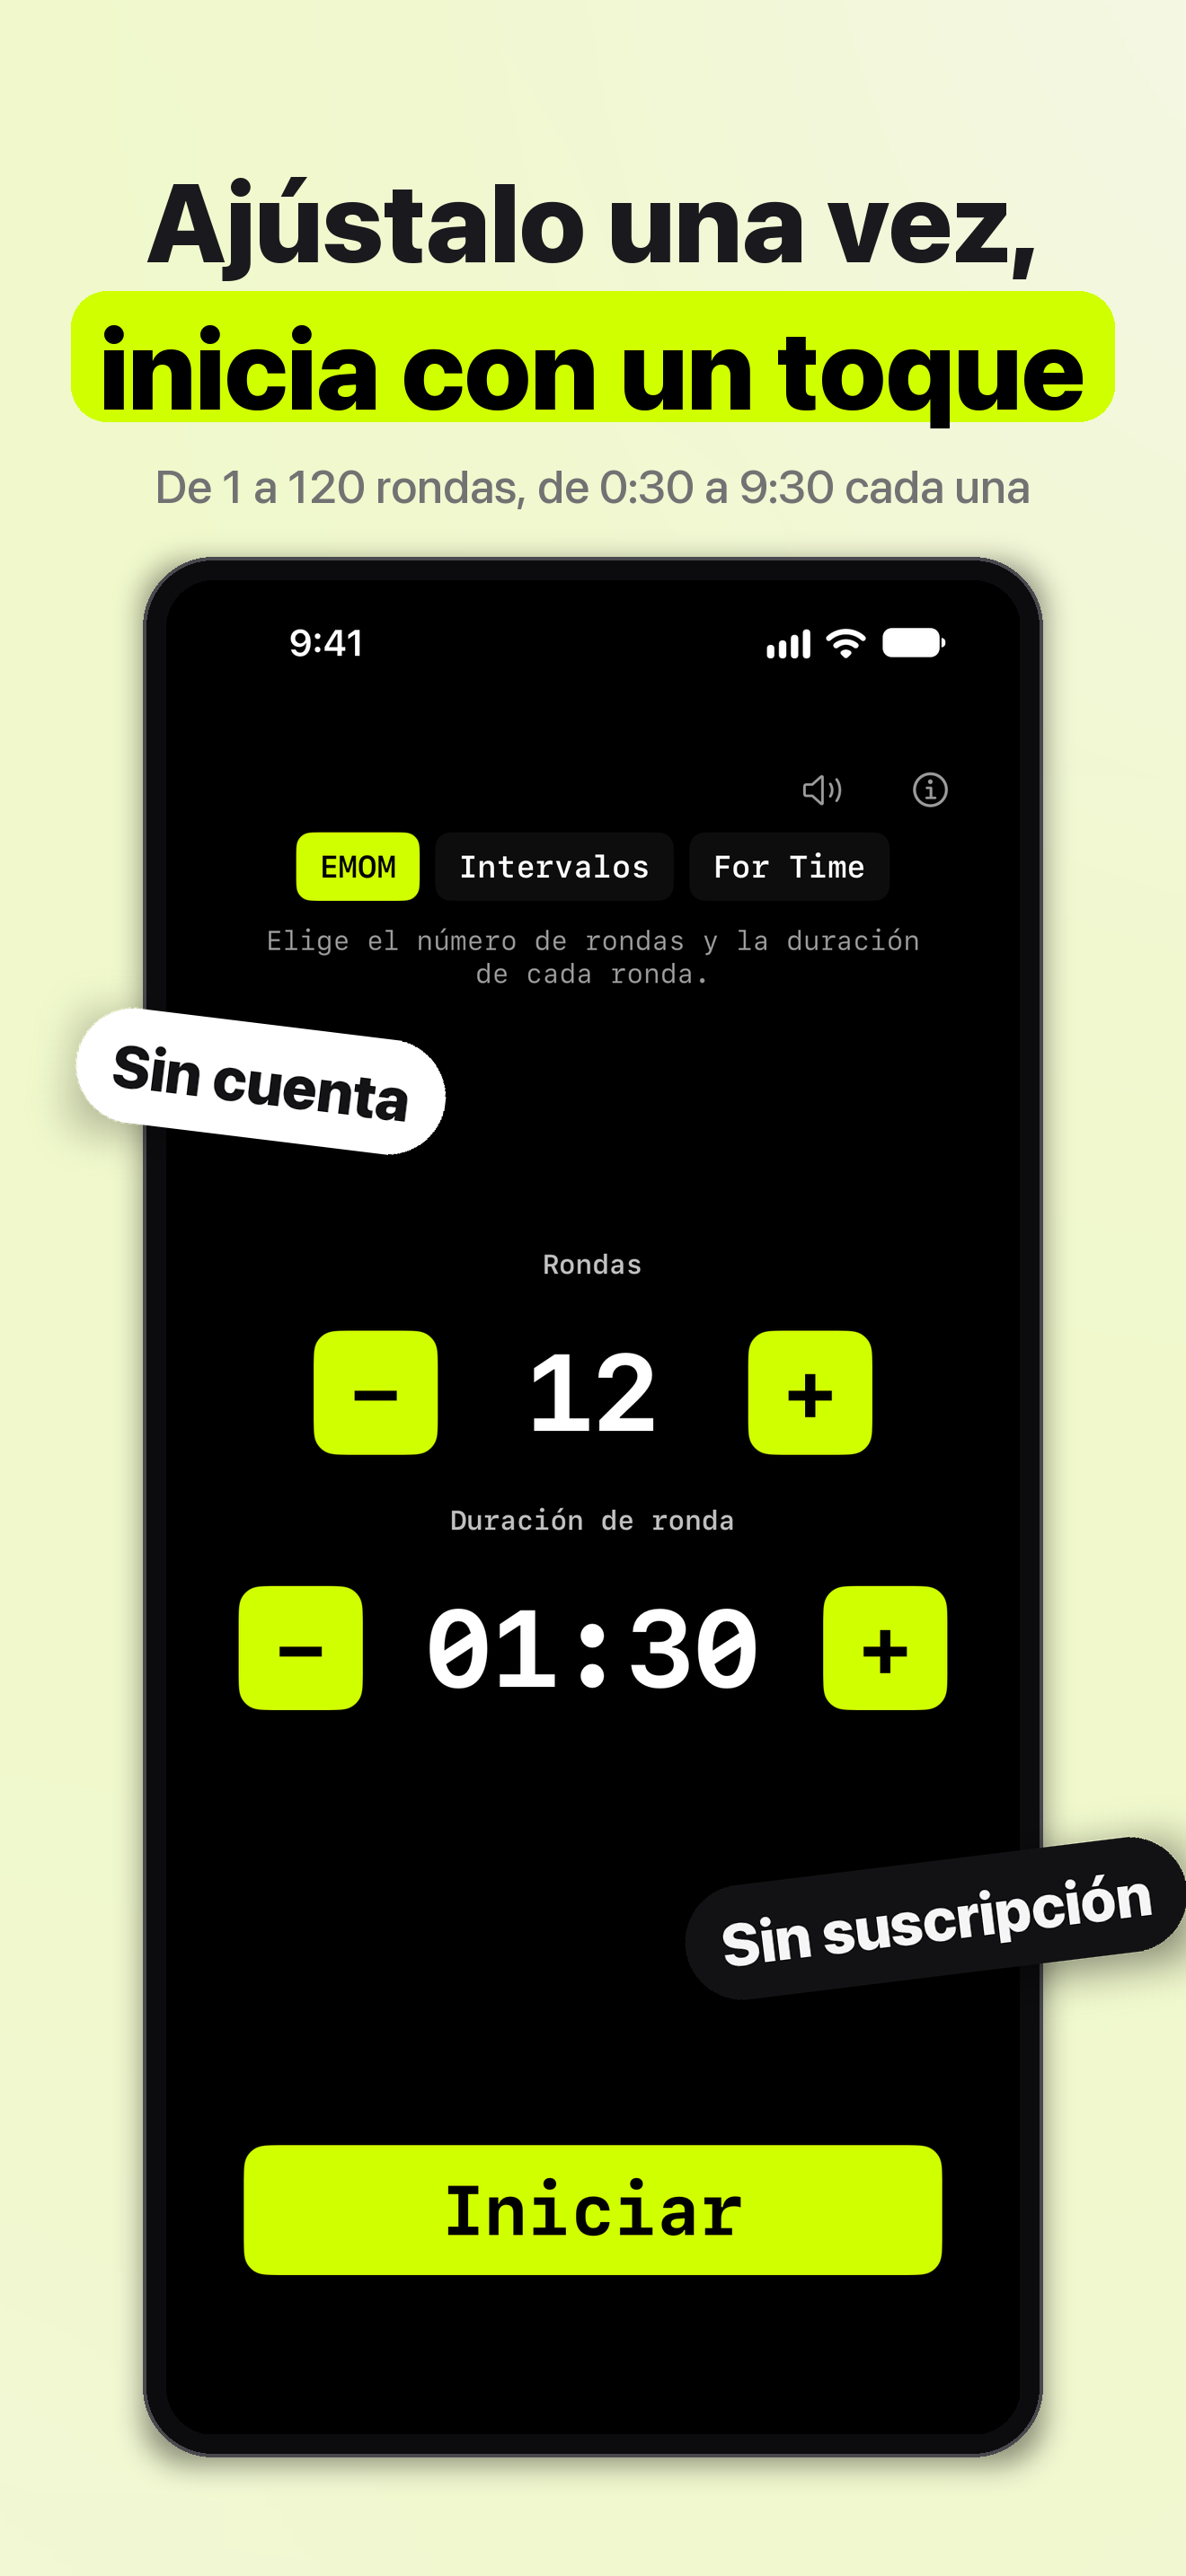 Ajústalo una vez,
inicia con un toque
De 1 a 120 rondas, de 0:30 a 9:30 cada una
9:41
EMOM Intervalos For Time
Elige el número de rondas y la duración
de cada ronda.
Sin cuenta
Rondas
− 12 +
Duración de ronda
− 01:30 +
Sin suscripción
Iniciar